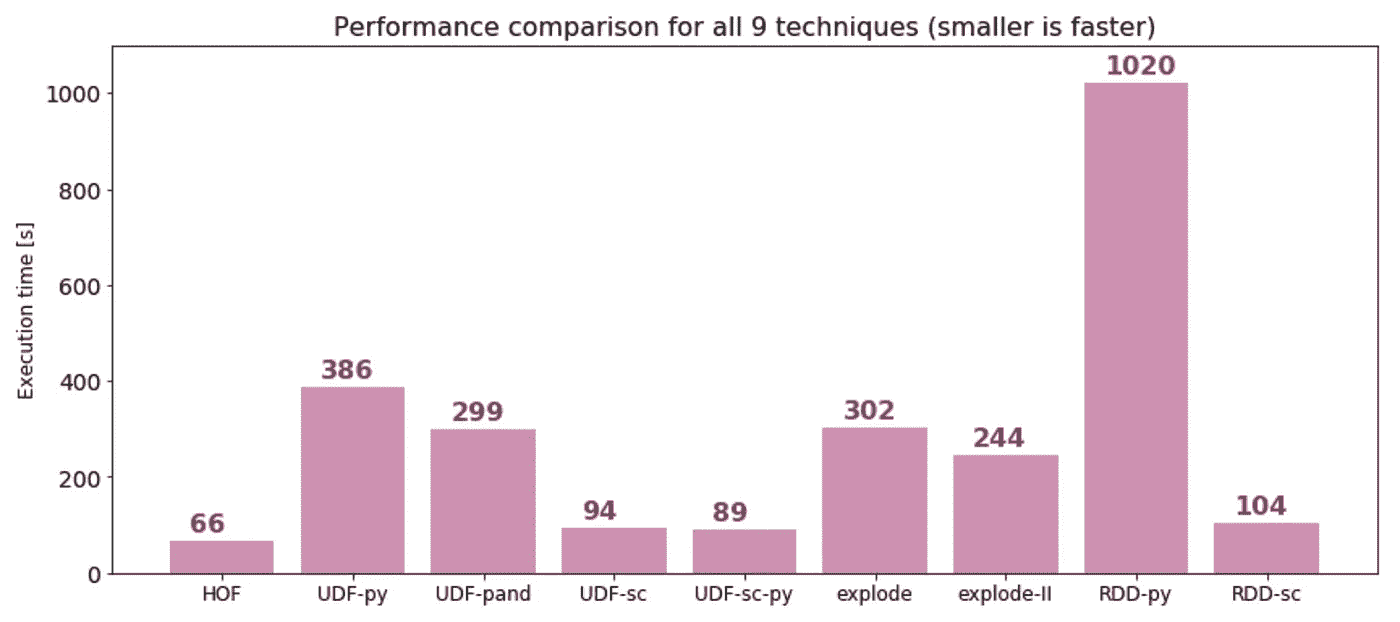 Performance comparison for all 9 techniques (smaller is faster)
Execution time [s]
1000
800
600
400
200
0
66
386
299
94
89
302
244
1020
104
HOF
UDF-py
UDF-pand
UDF-sc
UDF-sc-py
explode
explode-II
RDD-py
RDD-sc